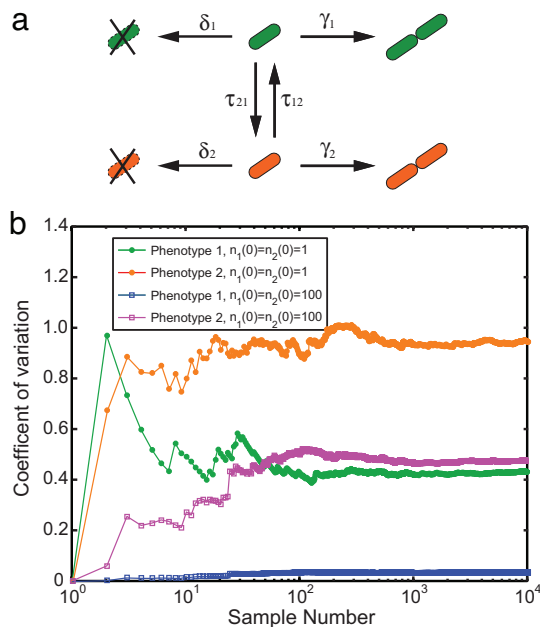 a
δ1 γ1
τ21 τ12
δ2 γ2
b
1.4
1.2
1.0
0.8
0.6
0.4
0.2
0
Coefficent of variation
Phenotype 1, n1(0)=n2(0)=1
Phenotype 2, n1(0)=n2(0)=1
Phenotype 1, n1(0)=n2(0)=100
Phenotype 2, n1(0)=n2(0)=100
10^0 10^1 10^2 10^3 10^4
Sample Number